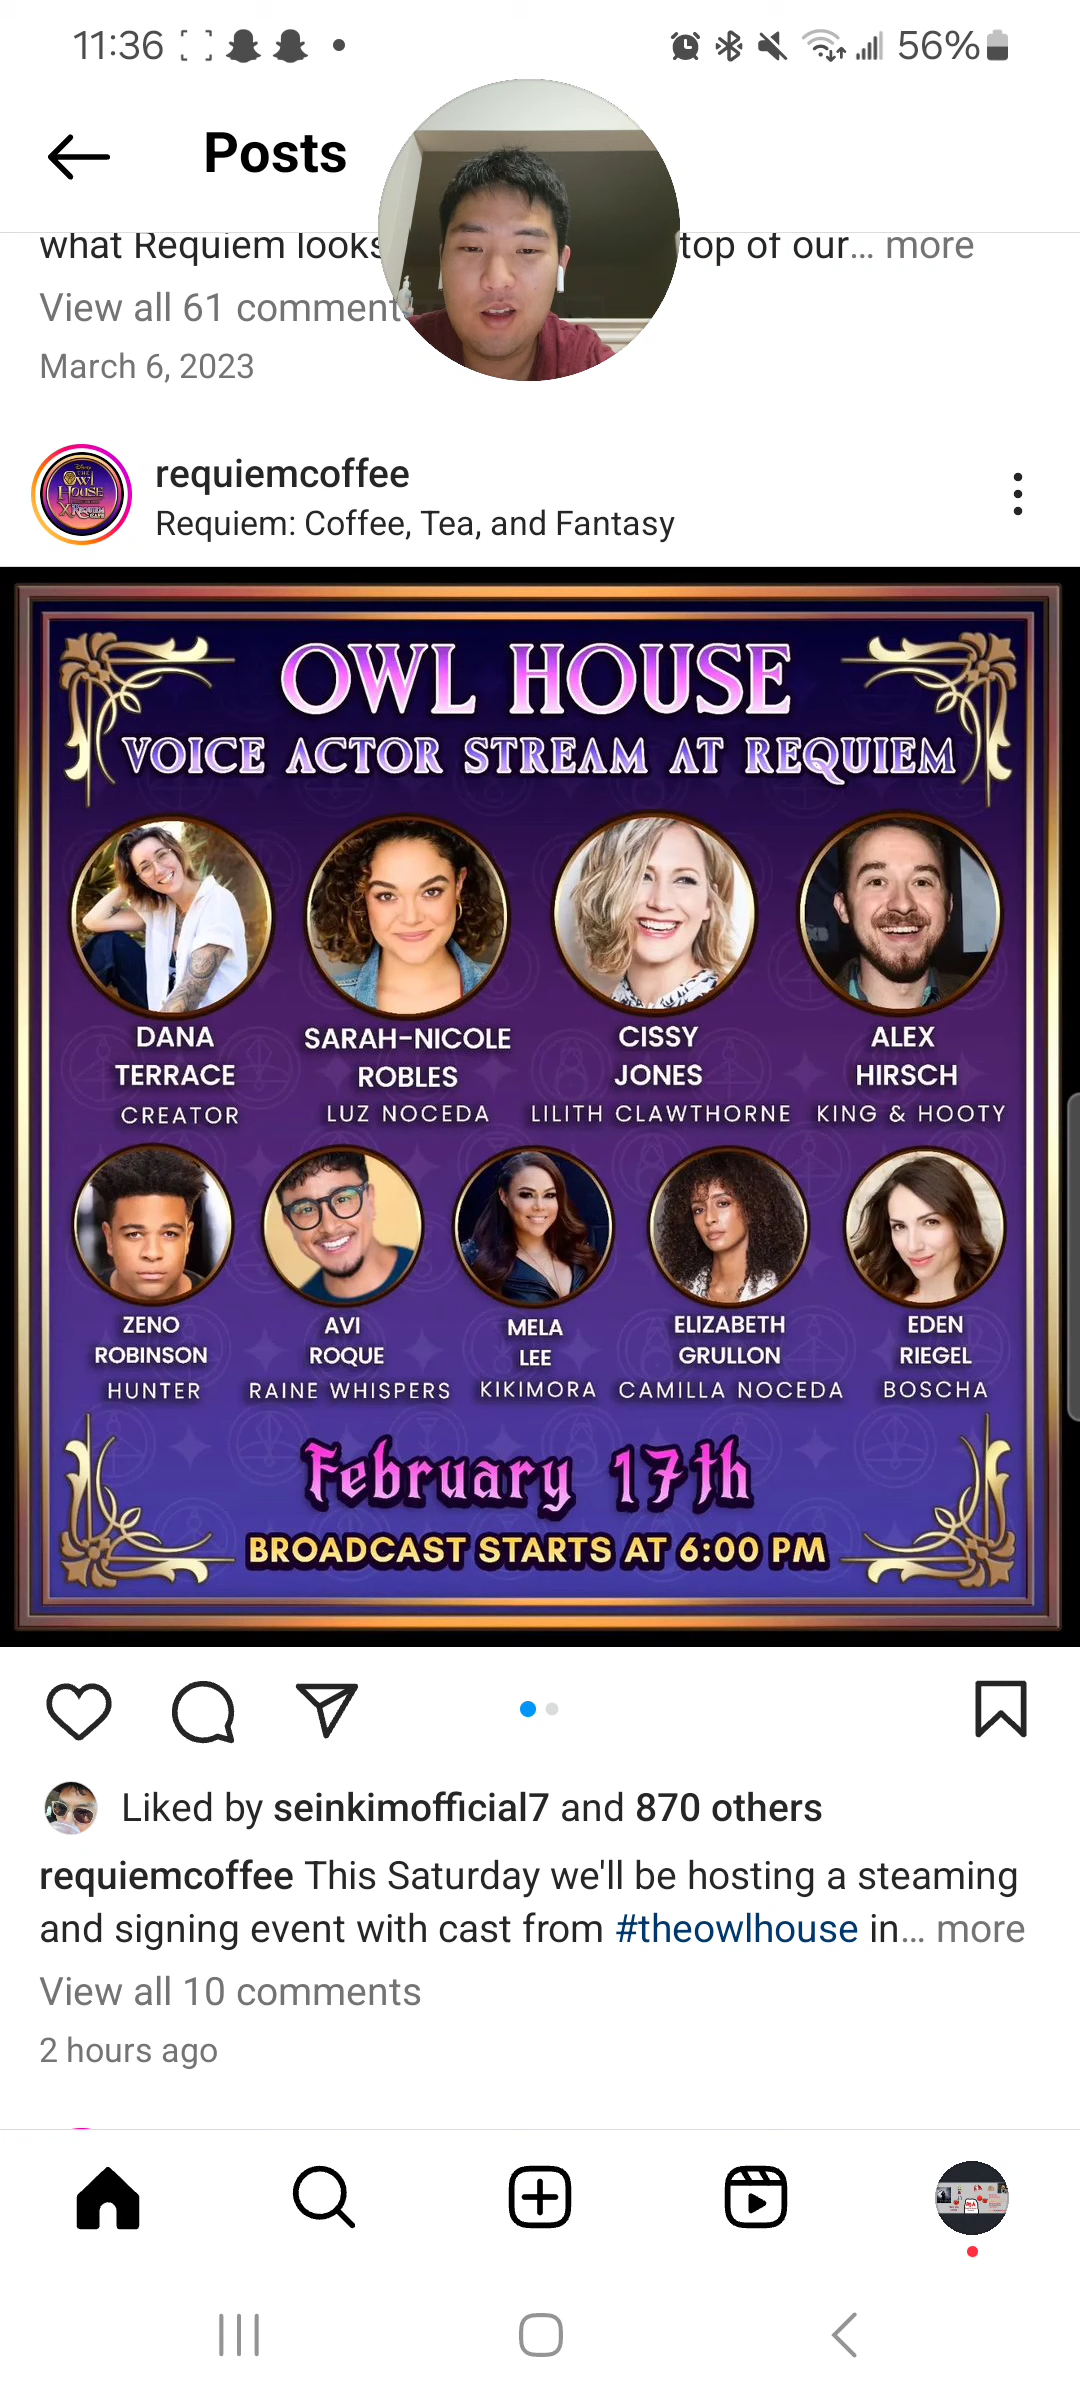 11:36
56%
Posts
what Requiem looks top of our... more
View all 61 comment
March 6, 2023
requiemcoffee
Requiem: Coffee, Tea, and Fantasy
OWL HOUSE
VOICE ACTOR STREAM AT REQUIEM
DANA TERRACE
CREATOR
SARAH-NICOLE ROBLES
LUZ NOCEDA
CISSY JONES
LILITH CLAWTHORNE
ALEX HIRSCH
KING & HOOTY
ZENO ROBINSON
HUNTER
AVI ROQUE
RAINE WHISPERS
MELA LEE
KIKIMORA
ELIZABETH GRULLON
CAMILLA NOCEDA
EDEN RIEGEL
BOSCHA
February 17th
BROADCAST STARTS AT 6:00 PM
Liked by seinkimofficial7 and 870 others
requiemcoffee This Saturday we'll be hosting a steaming
and signing event with cast from #theowlhouse in... more
View all 10 comments
2 hours ago